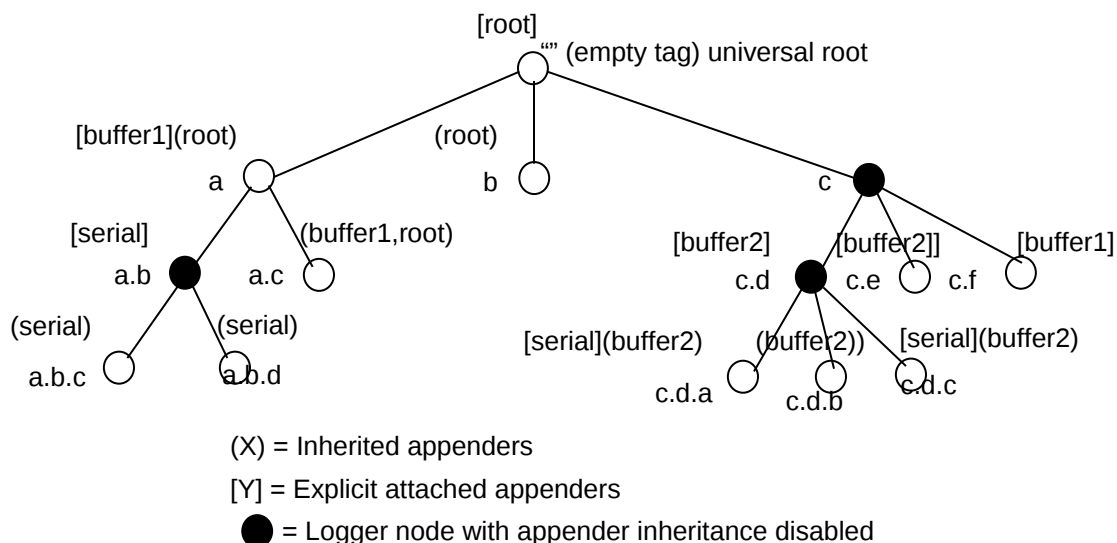 [root]
“” (empty tag) universal root
[buffer1](root)
(root)
a
b
c
[serial]
(buffer1,root)
[buffer2]
[buffer2]]
[buffer1]
a.b
a.c
c.d
c.e
c.f
(serial)
(serial)
[serial](buffer2)
(buffer2))
[serial](buffer2)
a.b.c
a.b.d
c.d.a
c.d.b
c.d.c
(X) = Inherited appenders
[Y] = Explicit attached appenders
= Logger node with appender inheritance disabled